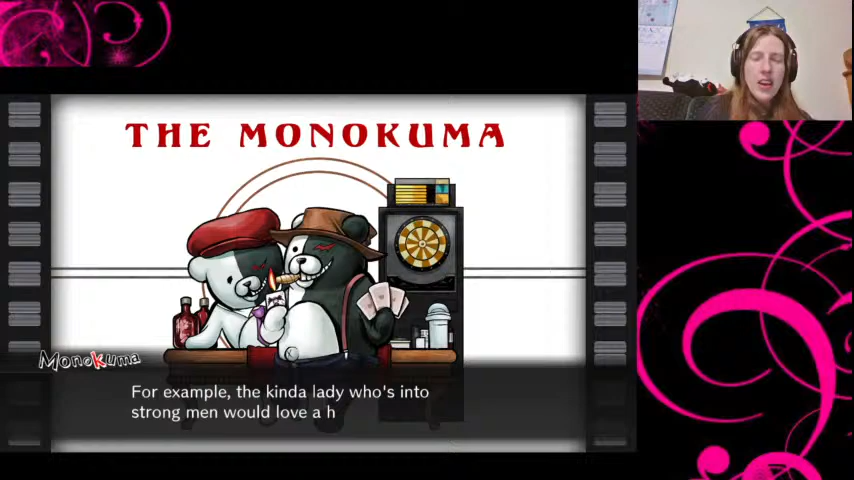 THE MONOKUMA
Monokuma
For example, the kinda lady who's into
strong men would love a h